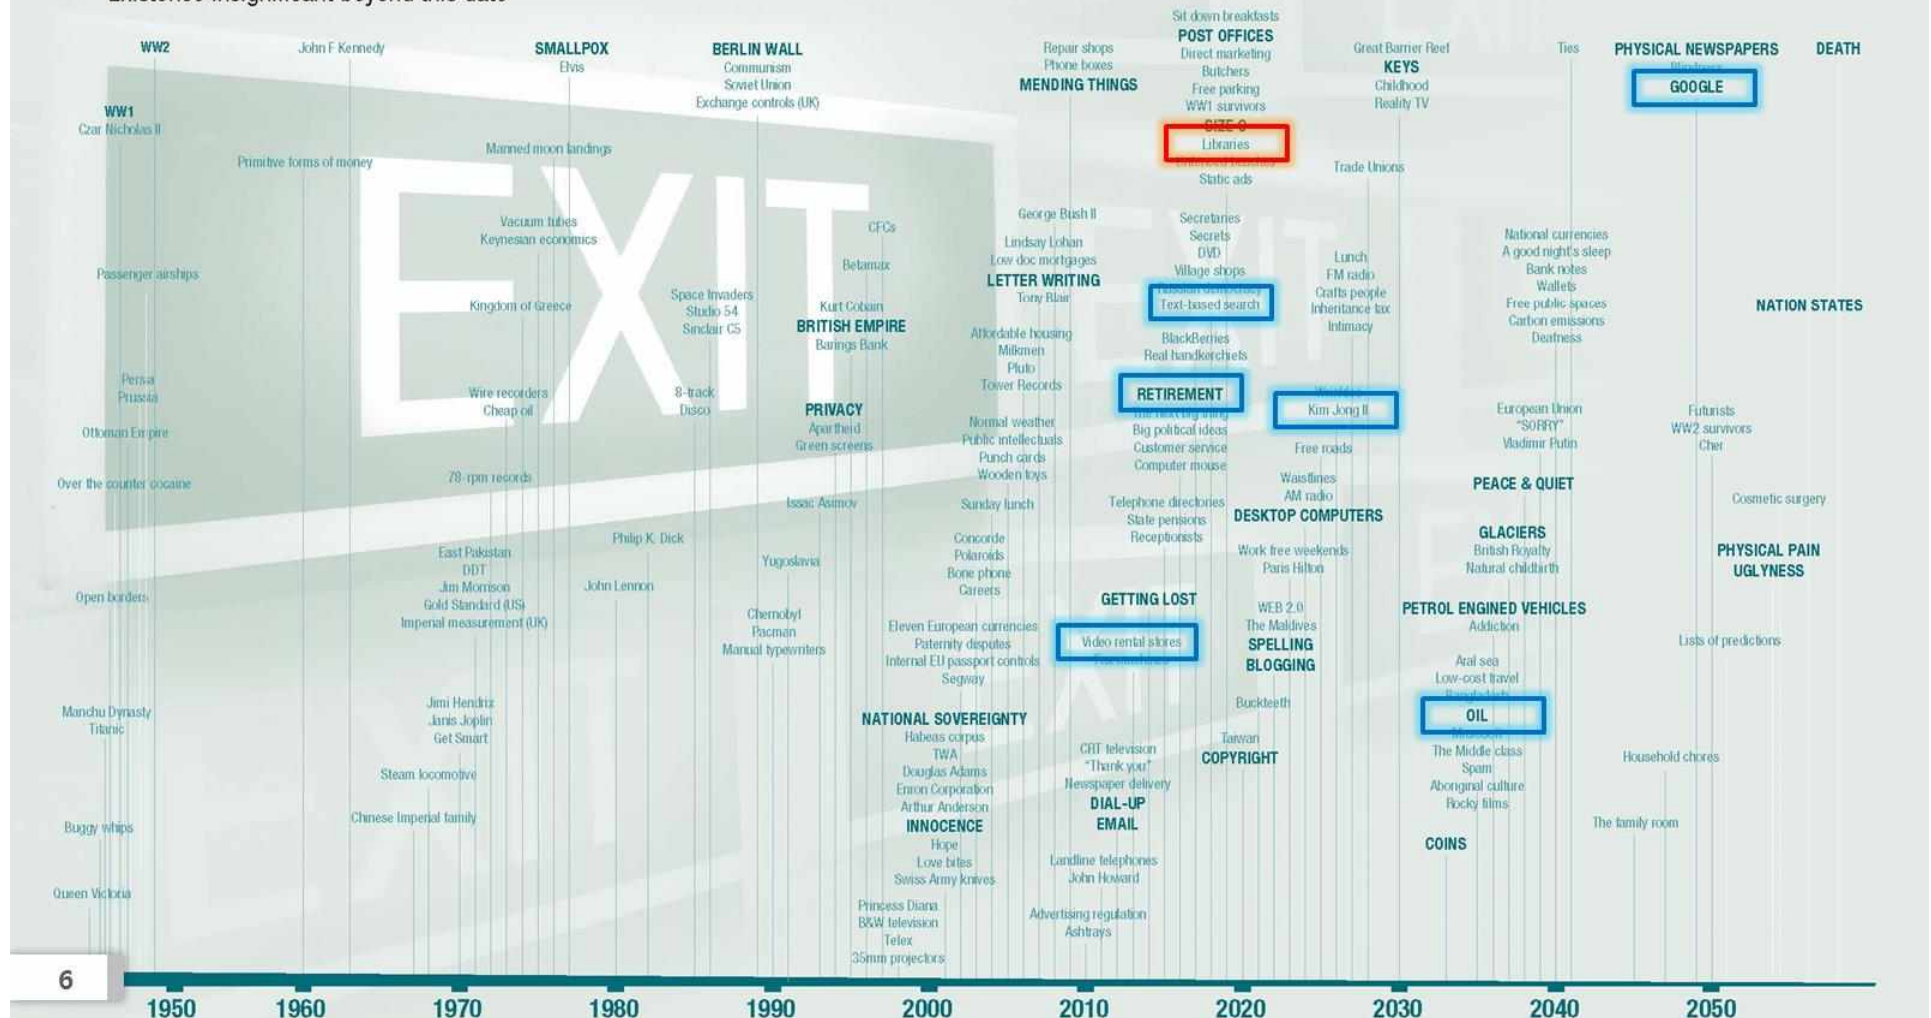 Existence insignificant beyond this date
WW2
WW1
Czar Nicholas II
Passenger airships
Persia
Prussia
Ottoman Empire
Over the counter cocaine
Open borders
Manchu Dynasty
Titanic
Buggy whips
Queen Victoria
John F Kennedy
Primitive forms of money
SMALLPOX
Elvis
Manned moon landings
Vacuum tubes
Keynesian economics
Kingdom of Greece
EXIT
Wire recorders
Cheap oil
78-rpm records
East Pakistan
DDT
Jim Morrison
Gold Standard (US)
Imperial measurement (UK)
Jimi Hendrix
Janis Joplin
Get Smart
Steam locomotive
Chinese Imperial family
BERLIN WALL
Communism
Soviet Union
Exchange controls (UK)
Space Invaders
Studio 54
Sinclair C5
8-track
Disco
Philip K. Dick
John Lennon
CFCs
Betamax
Kurt Cobain
BRITISH EMPIRE
Barings Bank
PRIVACY
Apartheid
Green screens
Issac Asimov
Yugoslavia
Chernobyl
Pacman
Manual typewriters
Repair shops
Phone boxes
MENDING THINGS
George Bush II
Lindsay Lohan
Low doc mortgages
LETTER WRITING
Tony Blair
Affordable housing
Milkmen
Pluto
Tower Records
Normal weather
Public intellectuals
Punch cards
Wooden toys
Sunday lunch
Concorde
Polaroids
Bone phone
Careers
Eleven European currencies
Paternity disputes
Internal EU passport controls
Segway
NATIONAL SOVEREIGNTY
Habeas corpus
TWA
Douglas Adams
Enron Corporation
Arthur Anderson
INNOCENCE
Hope
Love bites
Swiss Army knives
Princess Diana
B&W television
Telex
35mm projectors
Sit down breakfasts
POST OFFICES
Direct marketing
Butchers
Free parking
WW1 survivors
SIZE 0
Libraries
Static ads
EXIT
Secretaries
Secrets
DVD
Village shops
Russian democracy
Text-based search
BlackBerries
Real handkerchiefs
RETIREMENT
The next big thing
Big political ideas
Customer service
Computer mouse
Telephone directories
State pensions
Receptionists
GETTING LOST
Video rental stores
CRT television
"Thank you"
Newspaper delivery
DIAL-UP
EMAIL
Landline telephones
John Howard
Advertising regulation
Ashtrays
Great Barrier Reef
KEYS
Childhood
Reality TV
Trade Unions
Lunch
FM radio
Crafts people
Inheritance tax
Intimacy
Kim Jong Il
Free roads
Waistlines
AM radio
DESKTOP COMPUTERS
Work free weekends
Paris Hilton
WEB 2.0
The Maldives
SPELLING
BLOGGING
Buckteeth
Taiwan
COPYRIGHT
Ties
National currencies
A good night's sleep
Bank notes
Wallets
Free public spaces
Carbon emissions
Deafness
European Union
"SORRY"
Vladimir Putin
PEACE & QUIET
GLACIERS
British Royalty
Natural childbirth
PETROL ENGINED VEHICLES
Addiction
Aral sea
Low-cost travel
Bangladesh
OIL
Microsoft
The Middle class
Spam
Aboriginal culture
Rocky films
COINS
PHYSICAL NEWSPAPERS
Blindness
GOOGLE
DEATH
NATION STATES
Futurists
WW2 survivors
Cher
Cosmetic surgery
PHYSICAL PAIN
UGLYNESS
Lists of predictions
Household chores
The family room
6
1950 1960 1970 1980 1990 2000 2010 2020 2030 2040 2050